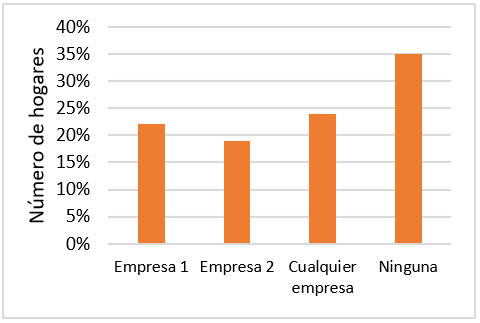 Número de hogares
40%
35%
30%
25%
20%
15%
10%
5%
0%
Empresa 1
Empresa 2
Cualquier
empresa
Ninguna